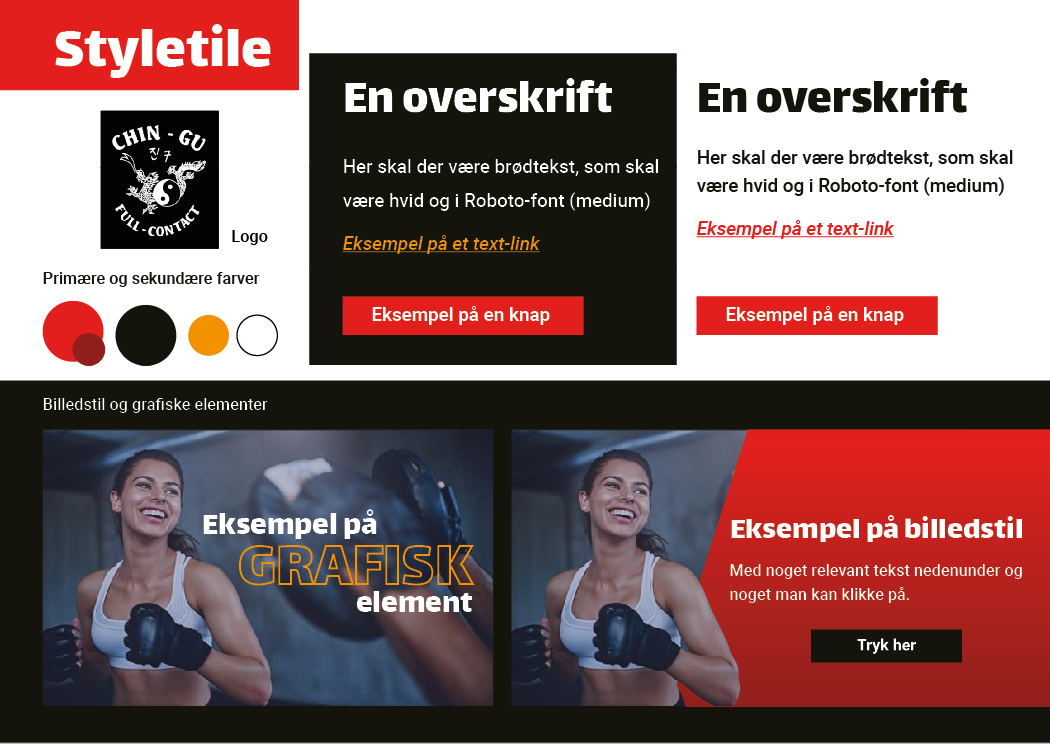 Styletile
CHIN - GU
진 구
FULL - CONTACT
Logo
Primære og sekundære farver
En overskrift
Her skal der være brødtekst, som skal
være hvid og i Roboto-font (medium)
Eksempel på et text-link
Eksempel på en knap
En overskrift
Her skal der være brødtekst, som skal
være hvid og i Roboto-font (medium)
Eksempel på et text-link
Eksempel på en knap
Billedstil og grafiske elementer
Eksempel på
GRAFISK
element
Eksempel på billedstil
Med noget relevant tekst nedenunder og
noget man kan klikke på.
Tryk her